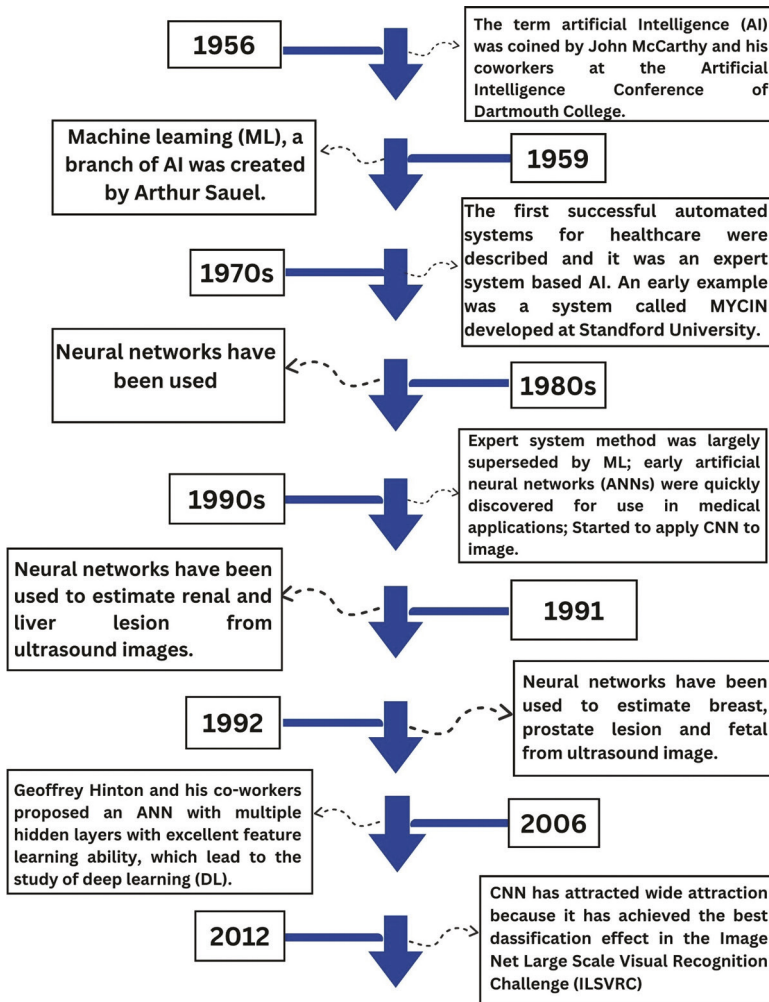 1956
The term artificial Intelligence (AI)
was coined by John McCarthy and his
coworkers at the Artificial
Intelligence Conference of
Dartmouth College.
Machine leaming (ML), a
branch of AI was created
by Arthur Sauel.
1959
The first successful automated
systems for healthcare were
described and it was an expert
system based AI. An early example
was a system called MYCIN
developed at Standford University.
1970s
Neural networks have
been used
1980s
Expert system method was largely
superseded by ML; early artificial
neural networks (ANNs) were quickly
discovered for use in medical
applications; Started to apply CNN to
image.
1990s
Neural networks have been
used to estimate renal and
liver lesion from
ultrasound images.
1991
Neural networks have been
used to estimate breast,
prostate lesion and fetal
from ultrasound image.
1992
Geoffrey Hinton and his co-workers
proposed an ANN with multiple
hidden layers with excellent feature
learning ability, which lead to the
study of deep learning (DL).
2006
CNN has attracted wide attraction
because it has achieved the best
dassification effect in the Image
Net Large Scale Visual Recognition
Challenge (ILSVRC)
2012